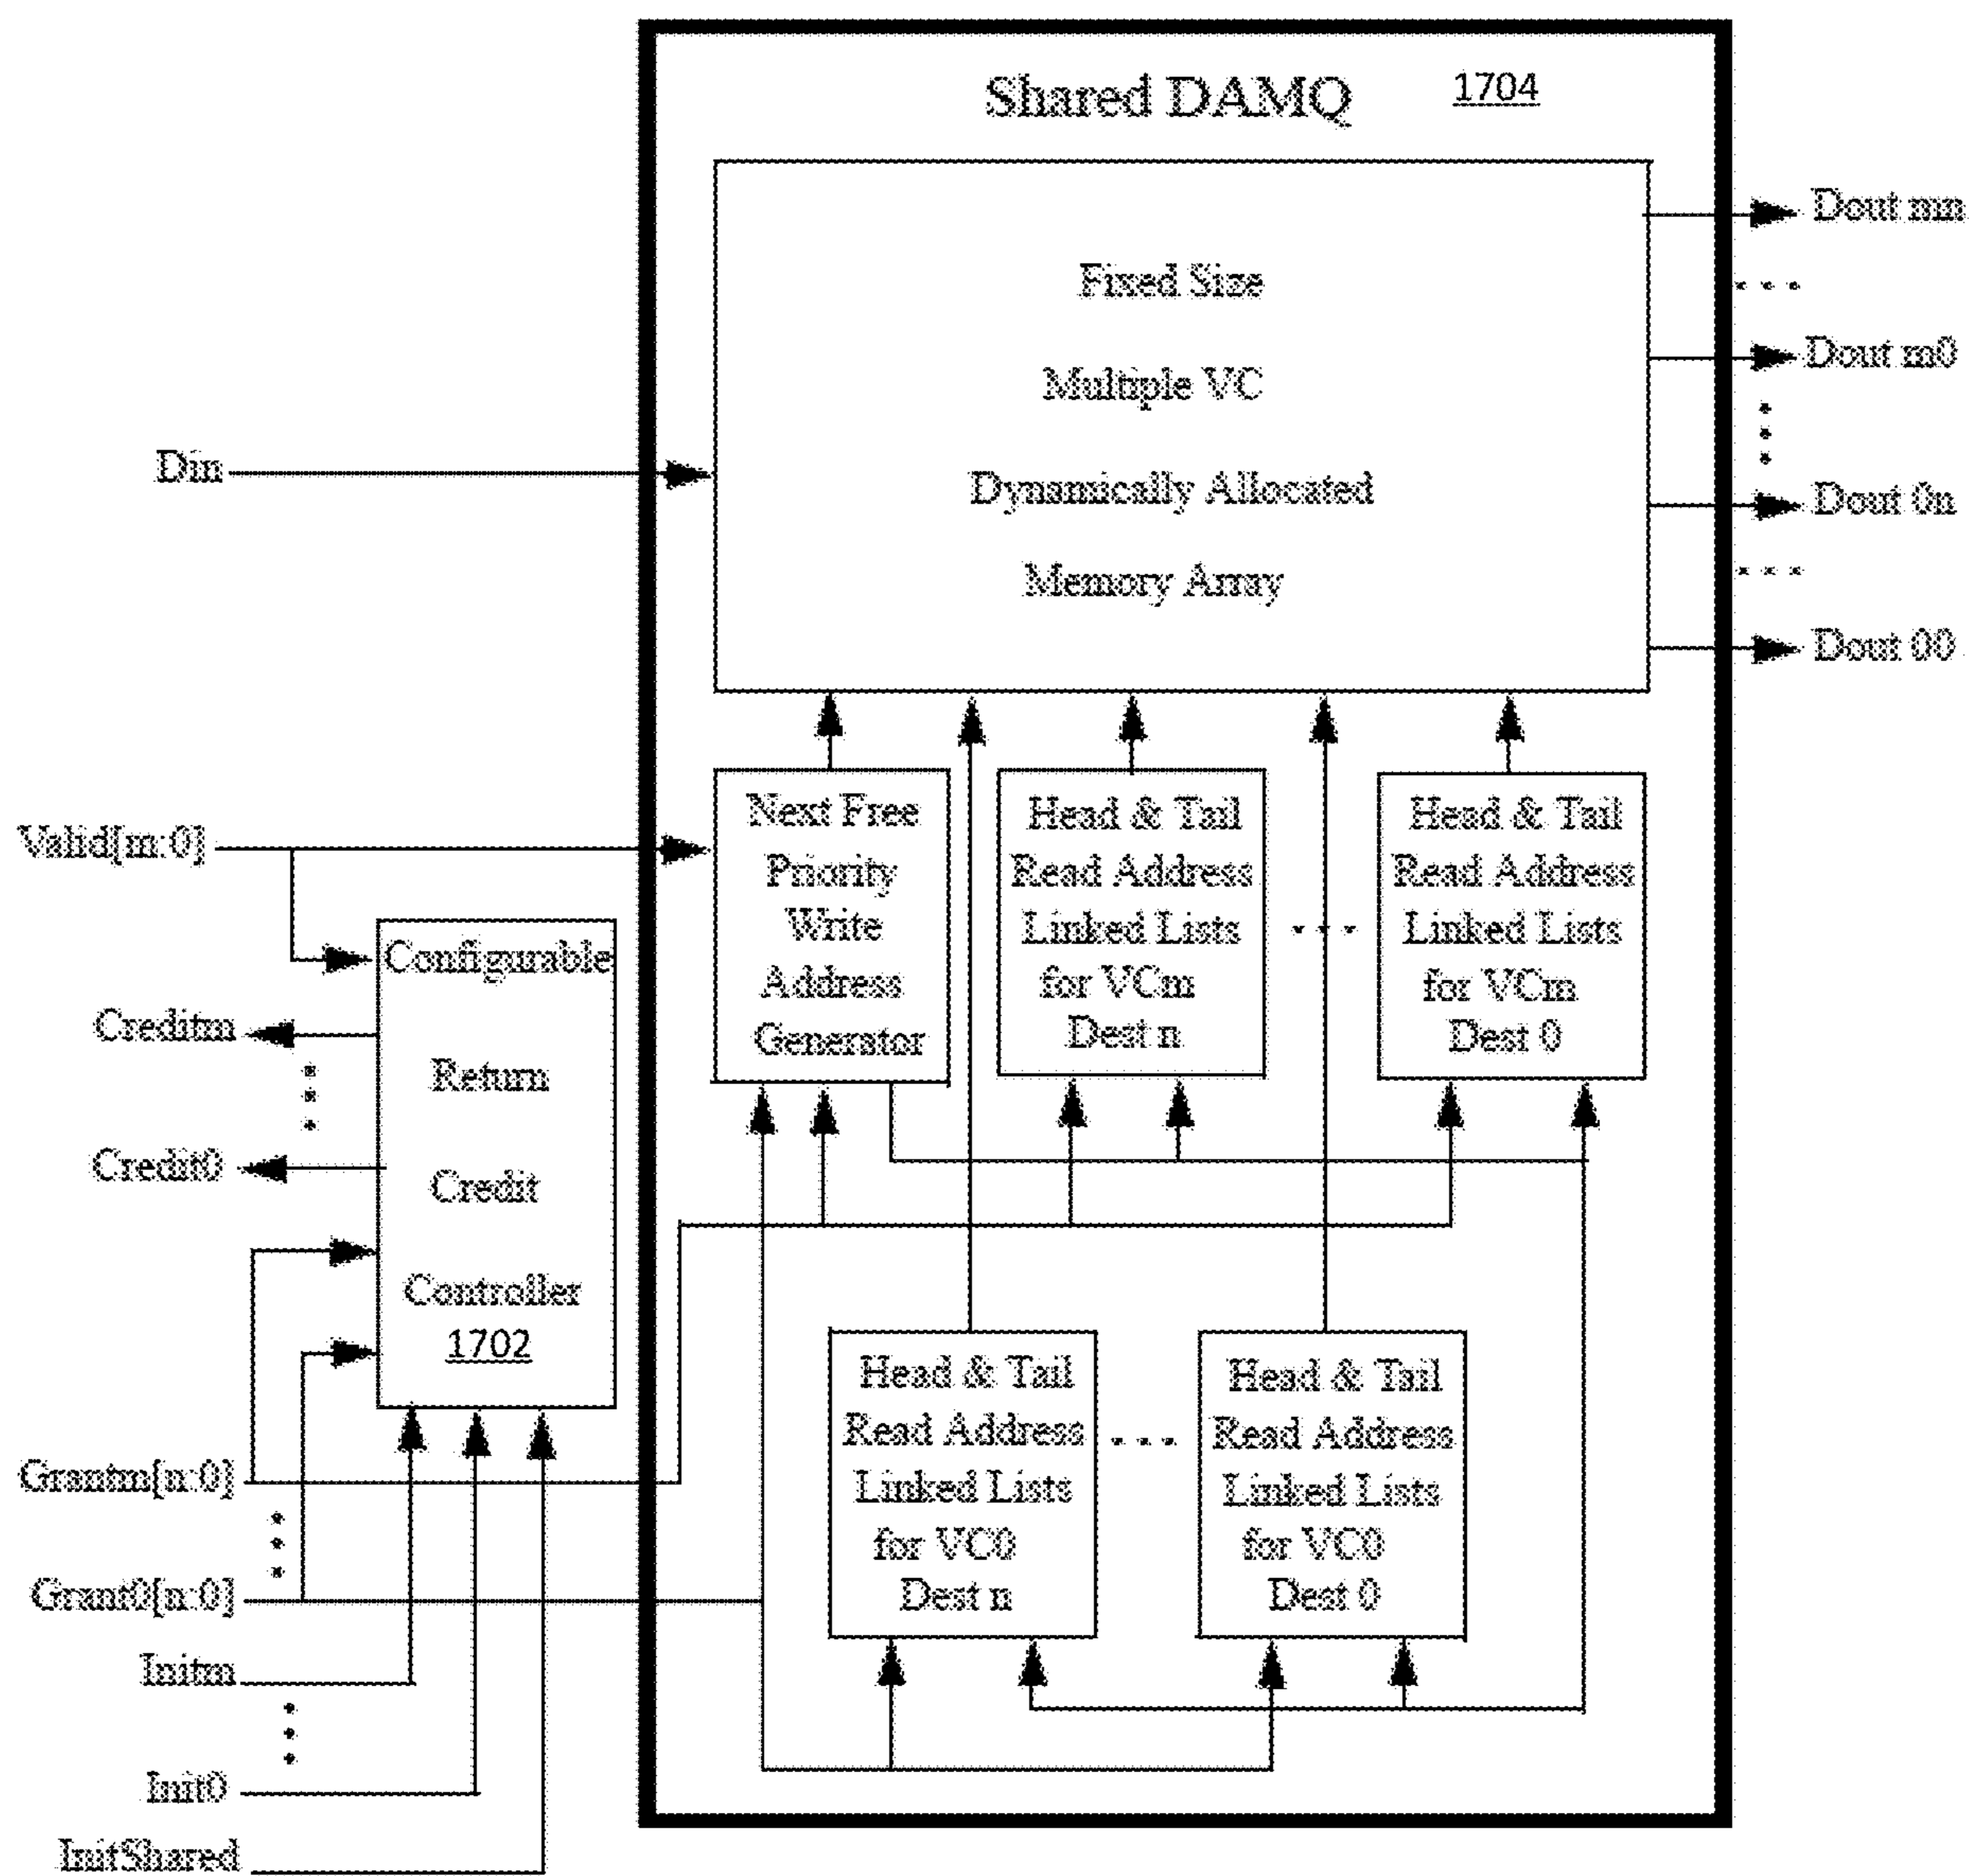 Shared DAMQ 1704
Fixed Size
Multiple VC
Dynamically Allocated
Memory Array
Din
Dout mn
. . .
Dout m0
Dout 0n
. . .
Dout 00
Valid[m:0]
Creditm
Credit0
Grantm[n:0]
Grant0[n:0]
Initm
Init0
InitShared
Configurable
Return
Credit
Controller
1702
Next Free
Priority
Write
Address
Generator
Head & Tail
Read Address
Linked Lists
for VCm
Dest n
. . .
Head & Tail
Read Address
Linked Lists
for VCm
Dest 0
Head & Tail
Read Address
Linked Lists
for VC0
Dest n
. . .
Head & Tail
Read Address
Linked Lists
for VC0
Dest 0